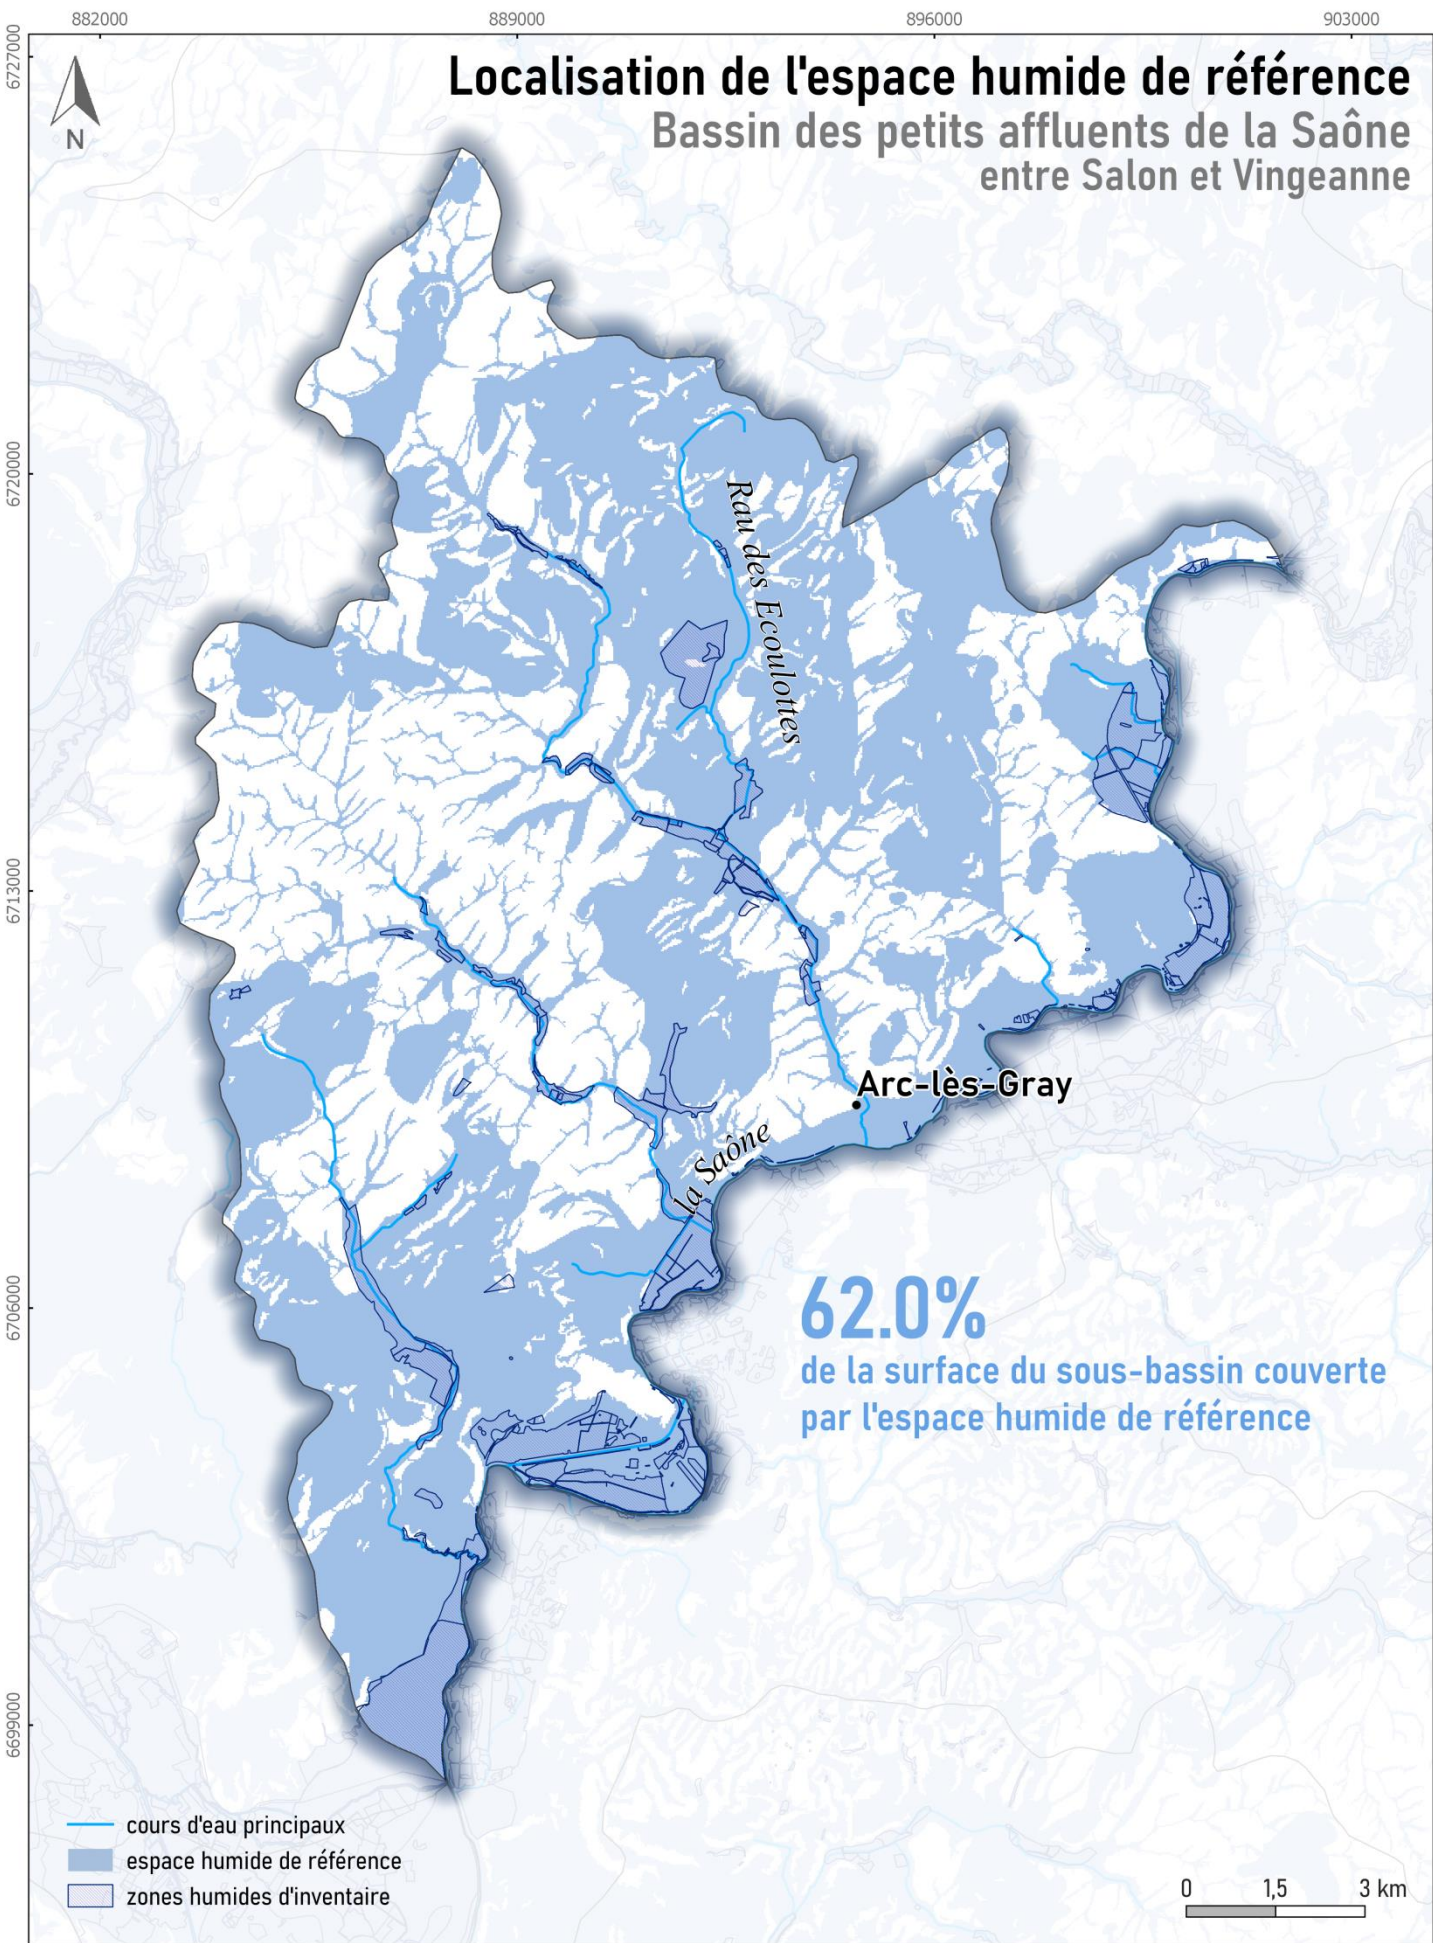 882000
889000
896000
903000
6727000
Localisation de l'espace humide de référence
Bassin des petits affluents de la Saône
entre Salon et Vingeanne
N
6720000
Rau des Ecoulottes
6713000
Arc-lès-Gray
la Saône
6706000
62.0%
de la surface du sous-bassin couverte
par l'espace humide de référence
6699000
cours d'eau principaux
espace humide de référence
zones humides d'inventaire
0 1,5 3 km